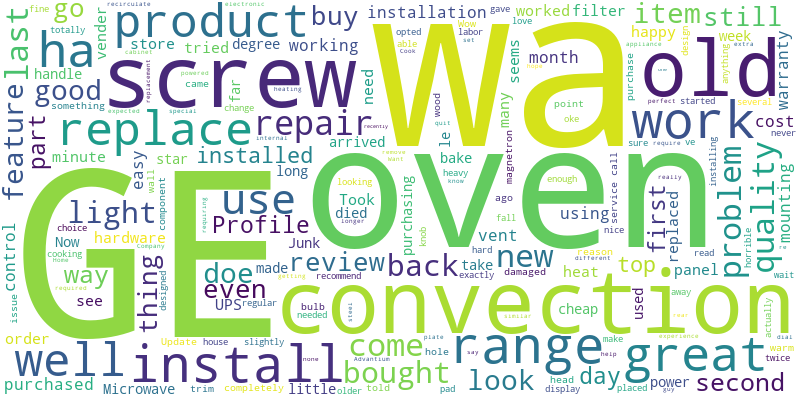 GE
wa
oven
convection
screw
old
install
great
range
product
replace
work
use
repair
ha
well
light
quality
problem
new
back
come
bought
look
item
still
buy
go
last
good
feature
part
thing
way
even
doe
review
Profile
installed
installation
first
second
day
top
month
cost
warranty
mounting
control
minute
hardware
purchased
Microwave
little
order
see
Now
easy
star
long
made
Junk
UPS
vent
take
heat
cheap
using
Took
died
bake
magnetron
purchasing
le
many
seems
arrived
need
tried
degree
working
worked
filter
store
vender
handle
something
far
came
change
happy
week
point
oke
wood
heavy
know
ago
fall
hard
exactly
damaged
reason
different
used
panel
power
placed
replaced
service call
installing
horrible
nice
sure
require
ve
read
really
started
several
perfect
purchase
anything
appliance
design
extra
never
wait
warm
twice
dial
actually
away
similar
experience
make
help
head
display
told
pad
hole
plate
say
guy
needed
bulb
regular
recommend
Update
house
slightly
none
older
Advantium
completely
trim
required
designed
issue
cooking
Home
Company
choice
wall
component
requiring
getting
looking
want
remove
internal
recently
quit
enough
knob
longer
steel
set
labor
love
Cook
able
Wow
gave
opted
electronic
recirculate
fine
totally
Cabinet
powered
replacement
expected
special
heating